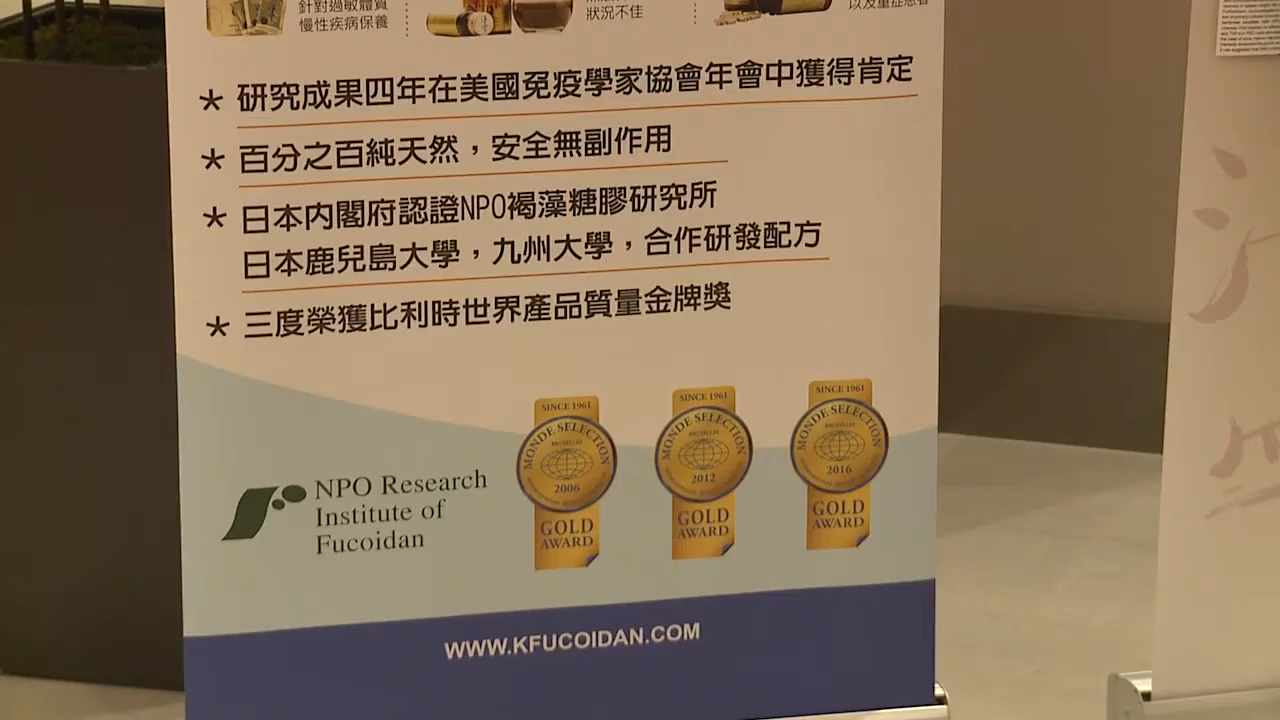 針對過敏體質
慢性疾病保養
狀況不佳
以及重症患者
* 研究成果四年在美國免疫學家協會年會中獲得肯定
* 百分之百純天然，安全無副作用
* 日本內閣府認證NPO褐藻糖膠研究所
日本鹿兒島大學，九州大學，合作研發配方
* 三度榮獲比利時世界產品質量金牌獎
SINCE 1961
MONDE SELECTION
BRUXELLES
2006
GOLD
AWARD
SINCE 1961
MONDE SELECTION
BRUXELLES
2012
GOLD
AWARD
SINCE 1961
MONDE SELECTION
BRUXELLES
2016
GOLD
AWARD
NPO Research
Institute of
Fucoidan
WWW.KFUCOIDAN.COM